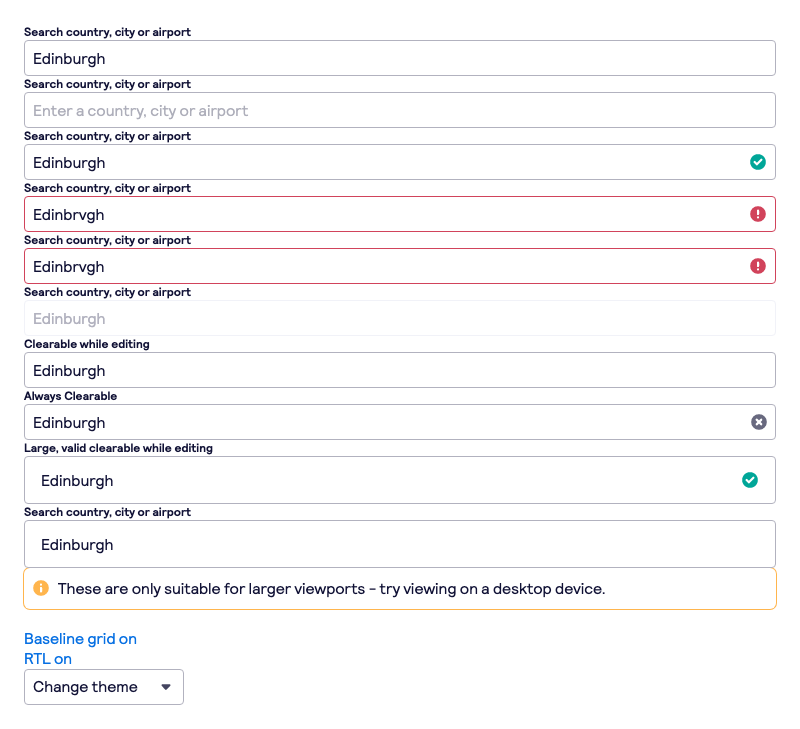 Search country, city or airport
Edinburgh
Search country, city or airport
Enter a country, city or airport
Search country, city or airport
Edinburgh
Search country, city or airport
Edinbrvgh
Search country, city or airport
Edinbrvgh
Search country, city or airport
Edinburgh
Clearable while editing
Edinburgh
Always Clearable
Edinburgh
Large, valid clearable while editing
Edinburgh
Search country, city or airport
Edinburgh
These are only suitable for larger viewports - try viewing on a desktop device.
Baseline grid on
RTL on
Change theme